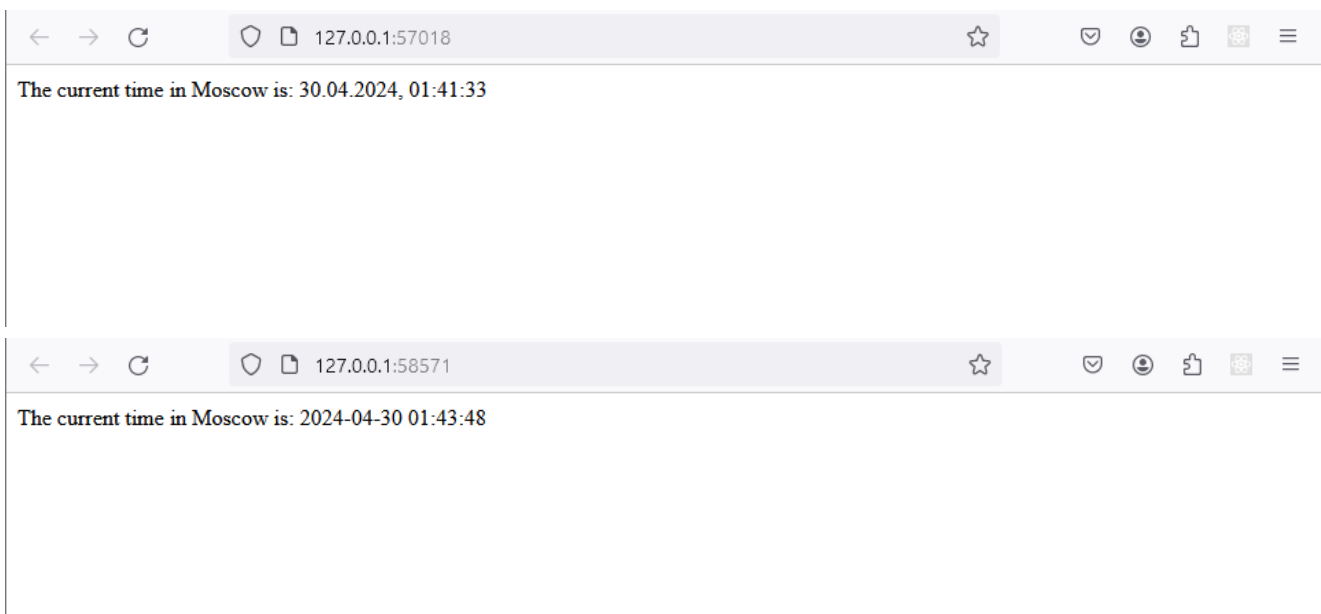 127.0.0.1:57018
The current time in Moscow is: 30.04.2024, 01:41:33
127.0.0.1:58571
The current time in Moscow is: 2024-04-30 01:43:48